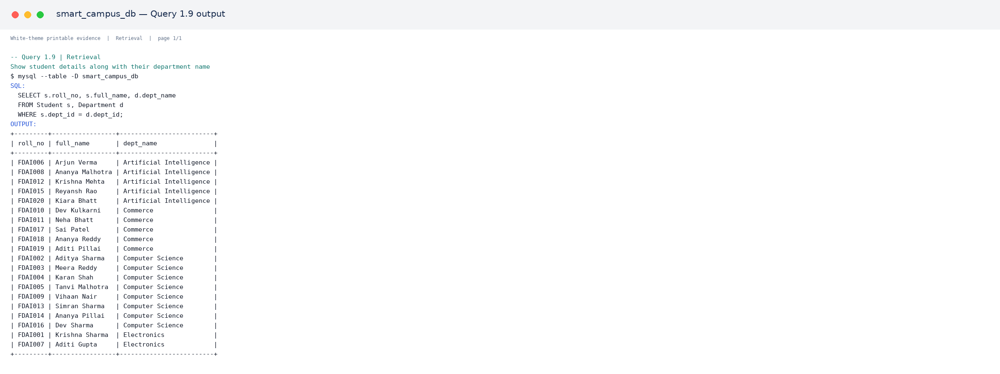 smart_campus_db — Query 1.9 output
White-theme printable evidence  |  Retrieval  |  page 1/1
-- Query 1.9 | Retrieval
Show student details along with their department name
$ mysql --table -D smart_campus_db
SQL:
  SELECT s.roll_no, s.full_name, d.dept_name
  FROM Student s, Department d
  WHERE s.dept_id = d.dept_id;
OUTPUT:
+---------+-----------------+-------------------------+
| roll_no | full_name       | dept_name               |
+---------+-----------------+-------------------------+
| FDAI006 | Arjun Verma     | Artificial Intelligence |
| FDAI008 | Ananya Malhotra | Artificial Intelligence |
| FDAI012 | Krishna Mehta   | Artificial Intelligence |
| FDAI015 | Reyansh Rao     | Artificial Intelligence |
| FDAI020 | Kiara Bhatt     | Artificial Intelligence |
| FDAI010 | Dev Kulkarni    | Commerce                |
| FDAI011 | Neha Bhatt      | Commerce                |
| FDAI017 | Sai Patel       | Commerce                |
| FDAI018 | Ananya Reddy    | Commerce                |
| FDAI019 | Aditi Pillai    | Commerce                |
| FDAI002 | Aditya Sharma   | Computer Science        |
| FDAI003 | Meera Reddy     | Computer Science        |
| FDAI004 | Karan Shah      | Computer Science        |
| FDAI005 | Tanvi Malhotra  | Computer Science        |
| FDAI009 | Vihaan Nair     | Computer Science        |
| FDAI013 | Simran Sharma   | Computer Science        |
| FDAI014 | Ananya Pillai   | Computer Science        |
| FDAI016 | Dev Sharma      | Computer Science        |
| FDAI001 | Krishna Sharma  | Electronics             |
| FDAI007 | Aditi Gupta     | Electronics             |
+---------+-----------------+-------------------------+